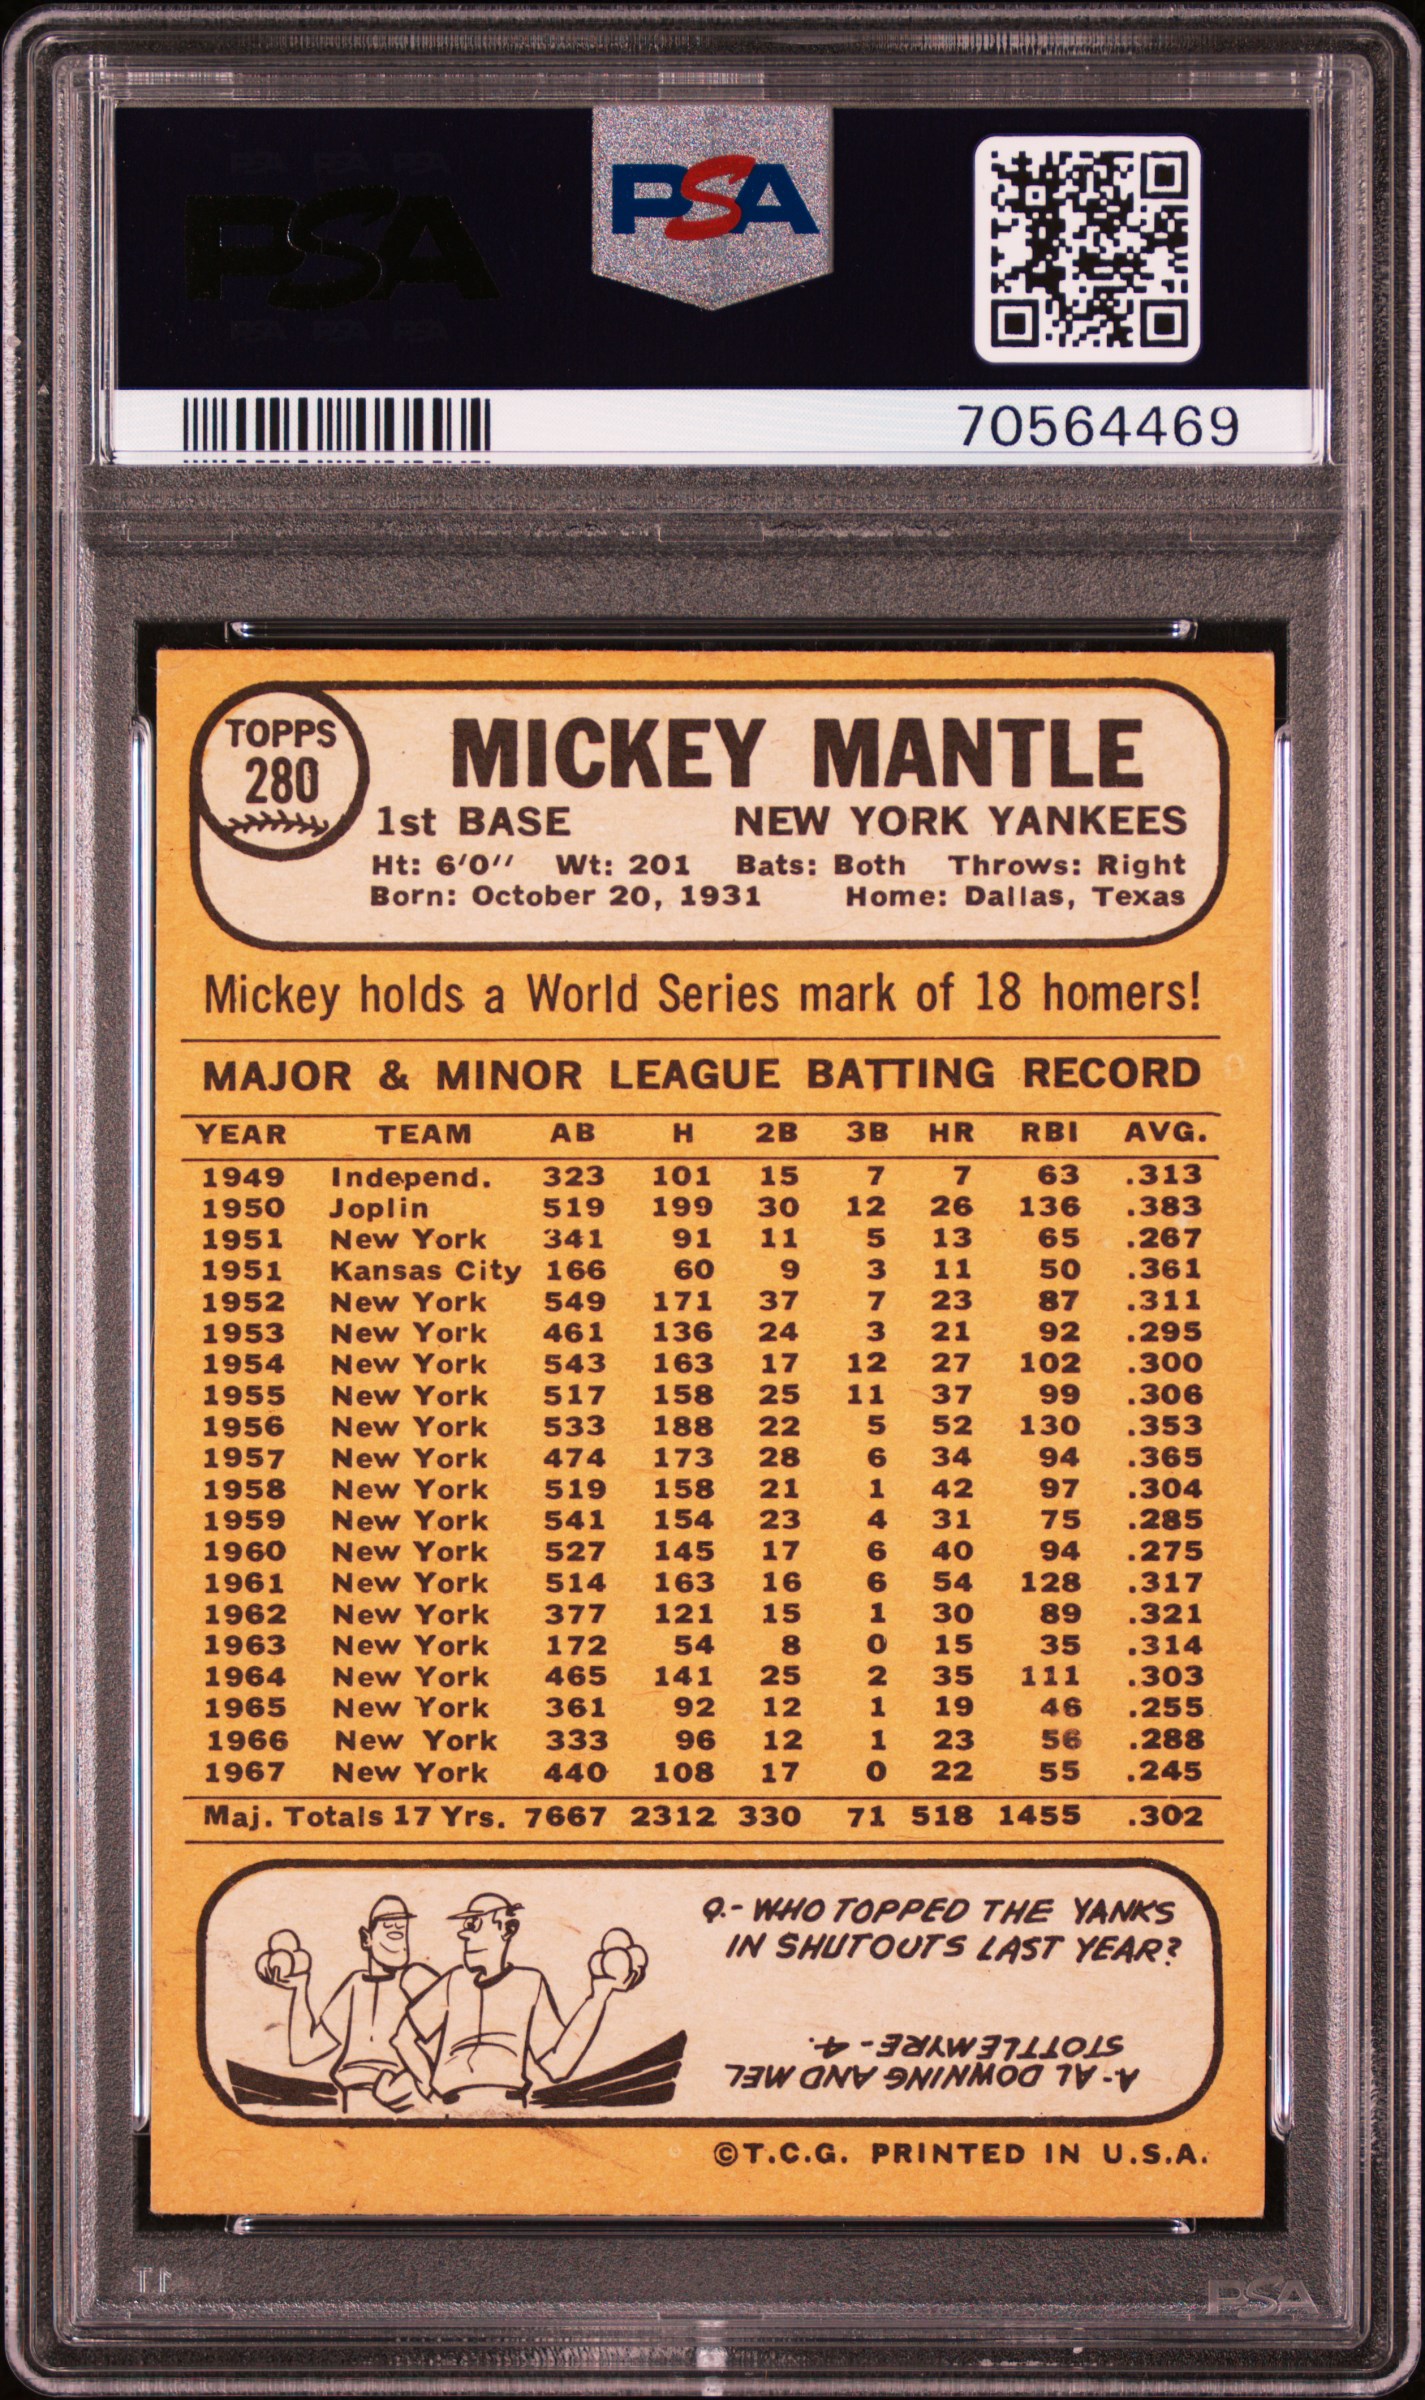 PSA
PSA PSA PSA
PSA
PSA PSA PSA
70564469
TOPPS
280
MICKEY MANTLE
1st BASE NEW YORK YANKEES
Ht: 6'0'' Wt: 201 Bats: Both Throws: Right
Born: October 20, 1931 Home: Dallas, Texas
Mickey holds a World Series mark of 18 homers!
MAJOR & MINOR LEAGUE BATTING RECORD
YEAR TEAM AB H 2B 3B HR RBI AVG.
1949 Independ. 323 101 15 7 7 63 .313
1950 Joplin 519 199 30 12 26 136 .383
1951 New York 341 91 11 5 13 65 .267
1951 Kansas City 166 60 9 3 11 50 .361
1952 New York 549 171 37 7 23 87 .311
1953 New York 461 136 24 3 21 92 .295
1954 New York 543 163 17 12 27 102 .300
1955 New York 517 158 25 11 37 99 .306
1956 New York 533 188 22 5 52 130 .353
1957 New York 474 173 28 6 34 94 .365
1958 New York 519 158 21 1 42 97 .304
1959 New York 541 154 23 4 31 75 .285
1960 New York 527 145 17 6 40 94 .275
1961 New York 514 163 16 6 54 128 .317
1962 New York 377 121 15 1 30 89 .321
1963 New York 172 54 8 0 15 35 .314
1964 New York 465 141 25 2 35 111 .303
1965 New York 361 92 12 1 19 46 .255
1966 New York 333 96 12 1 23 56 .288
1967 New York 440 108 17 0 22 55 .245
Maj. Totals 17 Yrs. 7667 2312 330 71 518 1455 .302
Q.- WHO TOPPED THE YANKS
IN SHUTOUTS LAST YEAR?
A.- AL DOWNING AND MEL
STOTTLEMYRE - 4.
©T.C.G. PRINTED IN U.S.A.
PSA